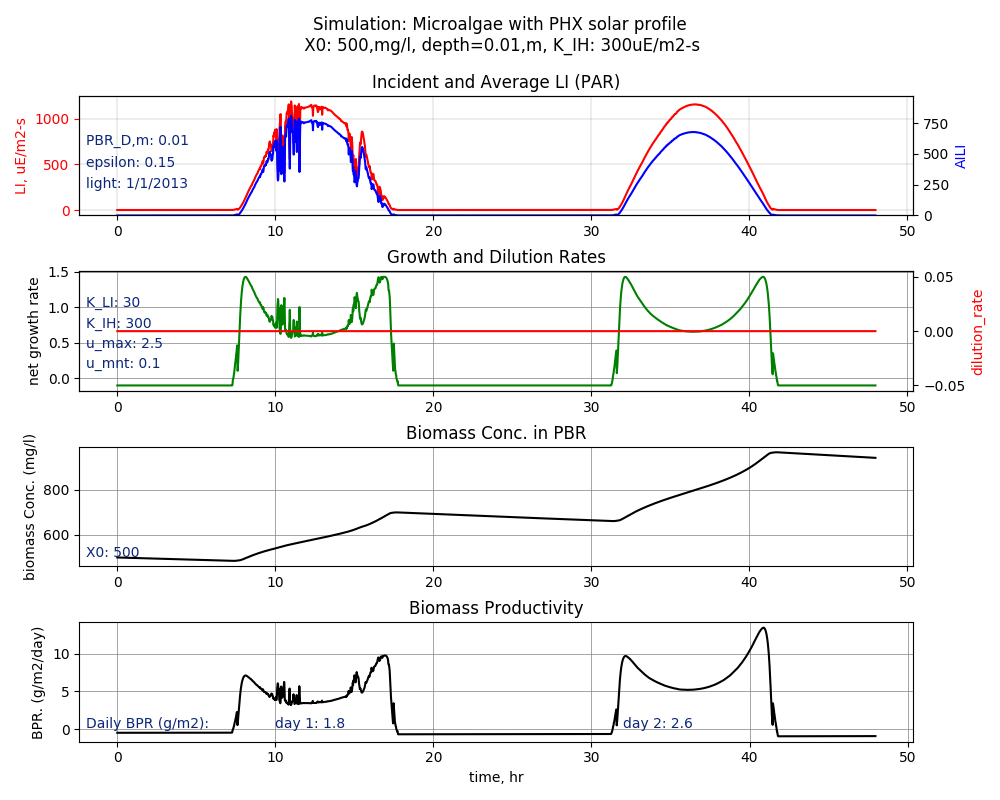 Simulation: Microalgae with PHX solar profile
X0: 500,mg/l, depth=0.01,m, K_IH: 300uE/m2-s
Incident and Average LI (PAR)
LI, uE/m2-s
1000
500
0
PBR_D,m: 0.01
epsilon: 0.15
light: 1/1/2013
750
500
250
0
AILI
0 10 20 30 40 50
Growth and Dilution Rates
net growth rate
1.5
1.0
0.5
0.0
K_LI: 30
K_IH: 300
u_max: 2.5
u_mnt: 0.1
0.05
0.00
−0.05
dilution_rate
0 10 20 30 40 50
Biomass Conc. in PBR
biomass Conc. (mg/l)
800
600
X0: 500
0 10 20 30 40 50
Biomass Productivity
BPR. (g/m2/day)
10
5
0
Daily BPR (g/m2): day 1: 1.8 day 2: 2.6
0 10 20 30 40 50
time, hr